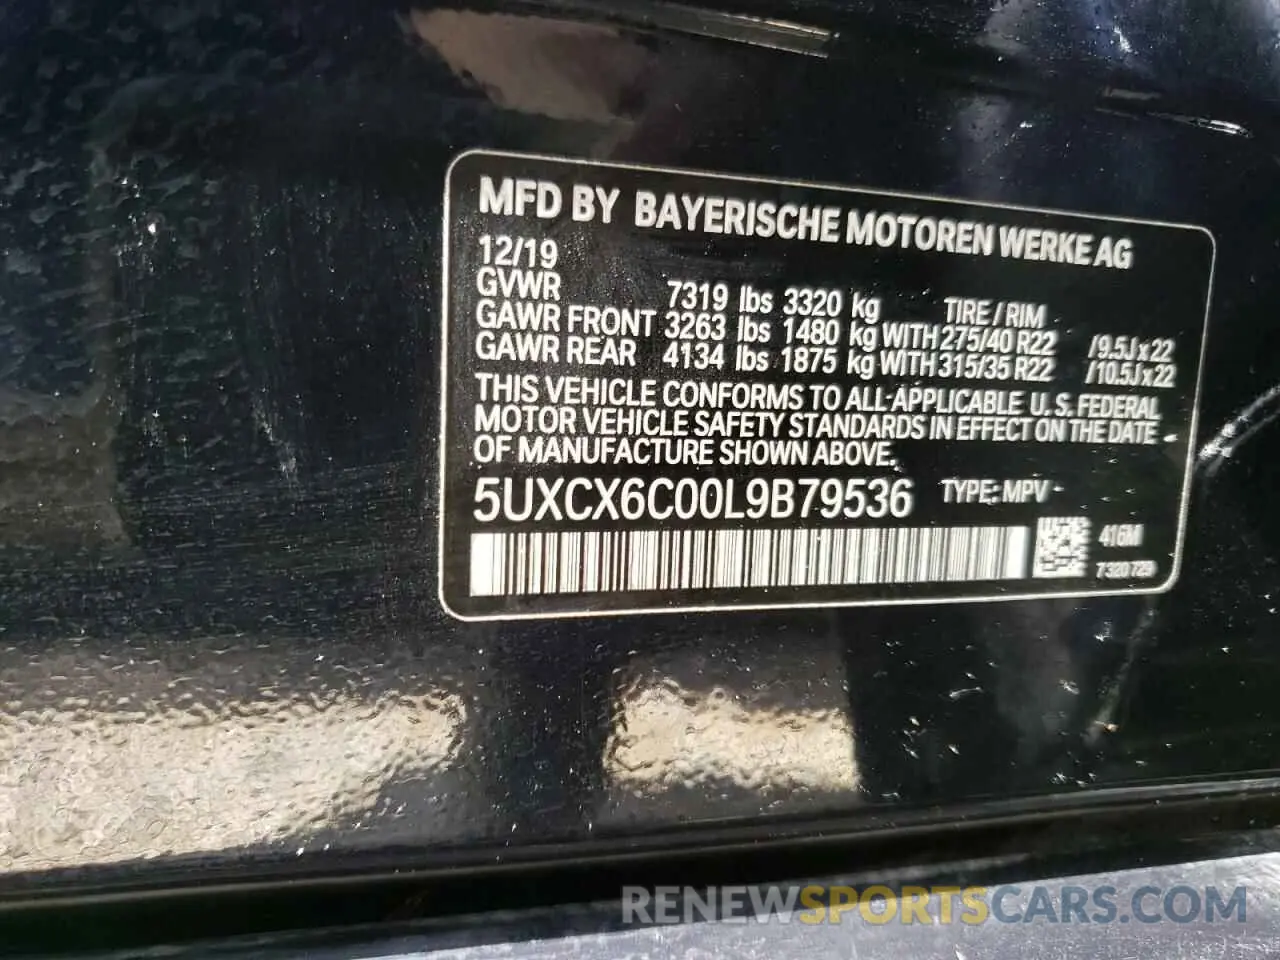 MFD BY BAYERISCHE MOTOREN WERKE AG
12/19
GVWR 7319 lbs 3320 kg TIRE / RIM
GAWR FRONT 3263 lbs 1480 kg WITH 275/40 R22 /9.5J x 22
GAWR REAR 4134 lbs 1875 kg WITH 315/35 R22 /10.5J x 22
THIS VEHICLE CONFORMS TO ALL APPLICABLE U.S. FEDERAL
MOTOR VEHICLE SAFETY STANDARDS IN EFFECT ON THE DATE
OF MANUFACTURE SHOWN ABOVE.
5UXCX6C00L9B79536 TYPE: MPV
416M
7320729
RENEWSPORTSCARS.COM